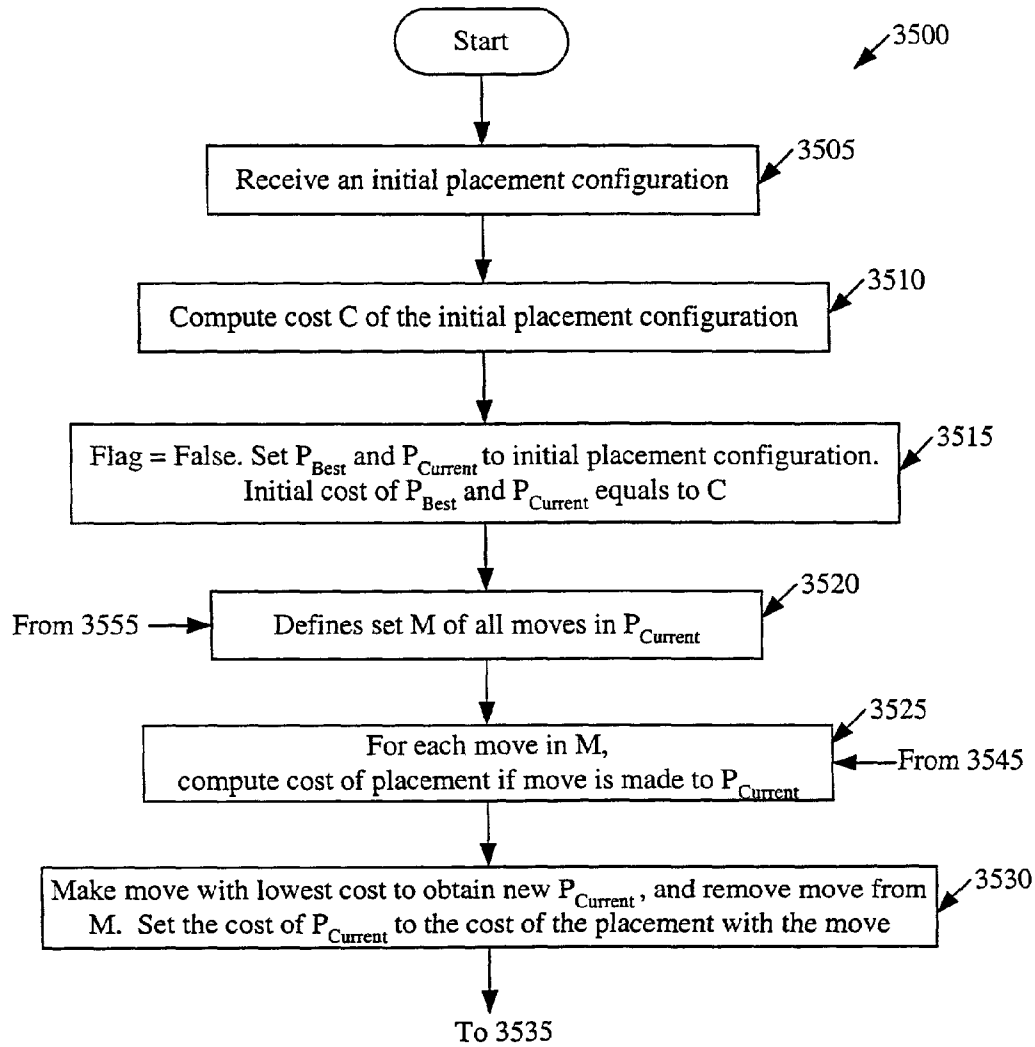 Start
3500
3505
Receive an initial placement configuration
3510
Compute cost C of the initial placement configuration
3515
Flag = False. Set P_Best and P_Current to initial placement configuration.
Initial cost of P_Best and P_Current equals to C
3520
From 3555
Defines set M of all moves in P_Current
3525
For each move in M,
compute cost of placement if move is made to P_Current
From 3545
3530
Make move with lowest cost to obtain new P_Current, and remove move from
M. Set the cost of P_Current to the cost of the placement with the move
To 3535